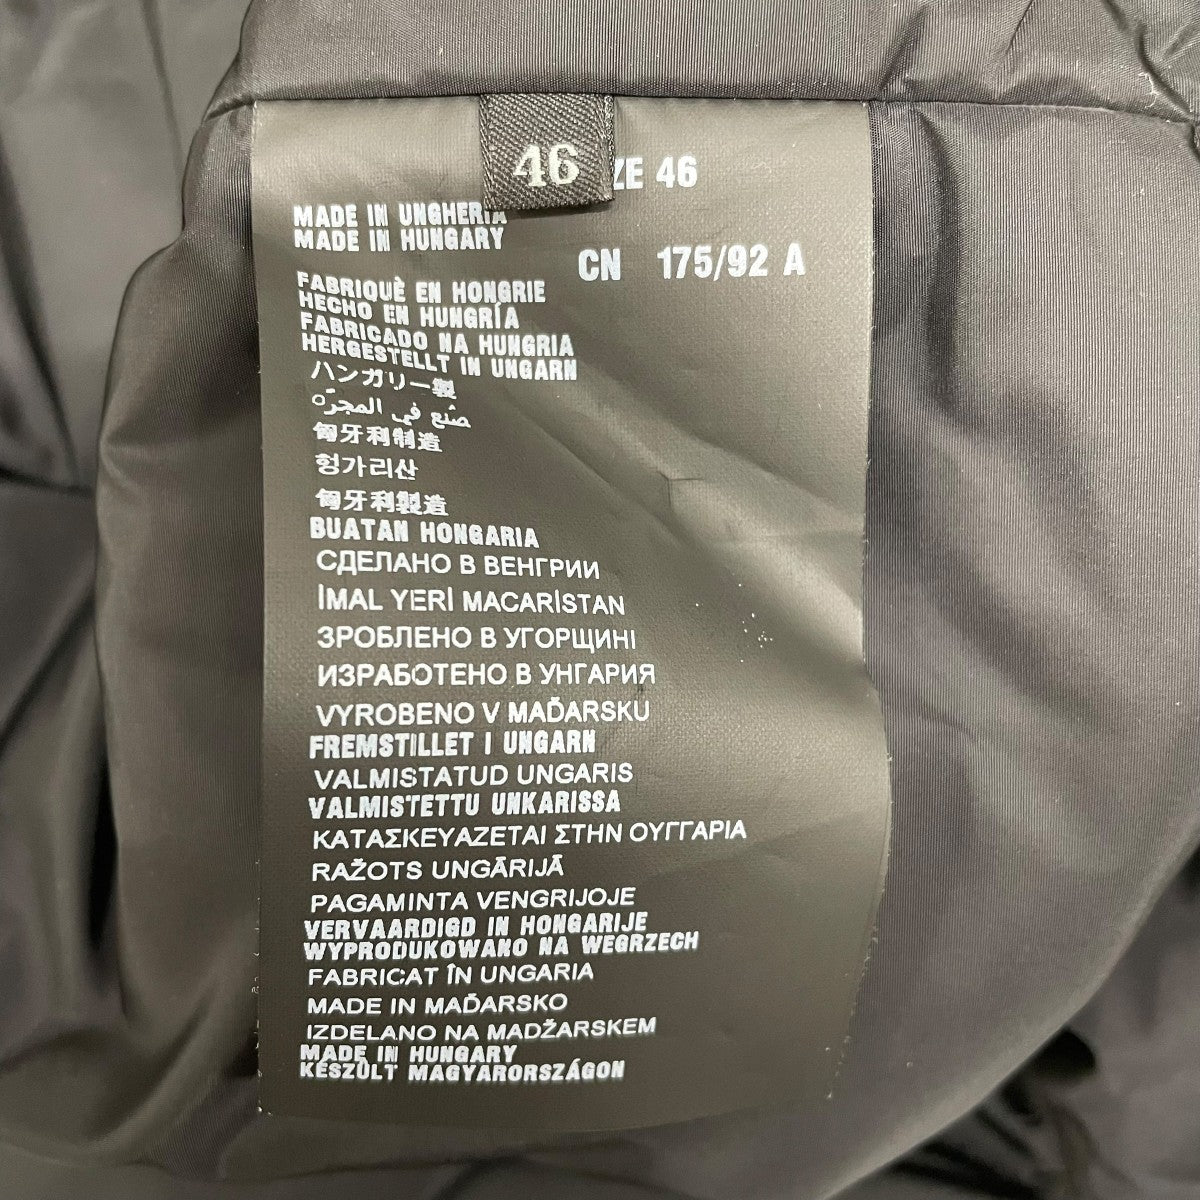 46
ZE 46
MADE IN UNGHERIA
MADE IN HUNGARY
CN 175/92 A
FABRIQUÈ EN HONGRIE
HECHO EN HUNGRÍA
FABRICADO NA HUNGRIA
HERGESTELLT IN UNGARN
ハンガリー製
صنع في المجره
匈牙利制造
헝가리산
匈牙利製造
BUATAN HONGARIA
СДЕЛАНО В ВЕНГРИИ
İMAL YERİ MACARİSTAN
ЗРОБЛЕНО В УГОРЩИНІ
ИЗРАБОТЕНО В УНГАРИЯ
VYROBENO V MAĎARSKU
FREMSTILLET I UNGARN
VALMISTATUD UNGARIS
VALMISTETTU UNKARISSA
ΚΑΤΑΣΚΕΥΑΖΕΤΑΙ ΣΤΗΝ ΟΥΓΓΑΡΙΑ
RAŽOTS UNGĀRIJĀ
PAGAMINTA VENGRIJOJE
VERVAARDIGD IN HONGARIJE
WYPRODUKOWANO NA WEGRZECH
FABRICAT ÎN UNGARIA
MADE IN MAĎARSKO
IZDELANO NA MADŽARSKEM
MADE IN HUNGARY
KÉSZÜLT MAGYARORSZÁGON